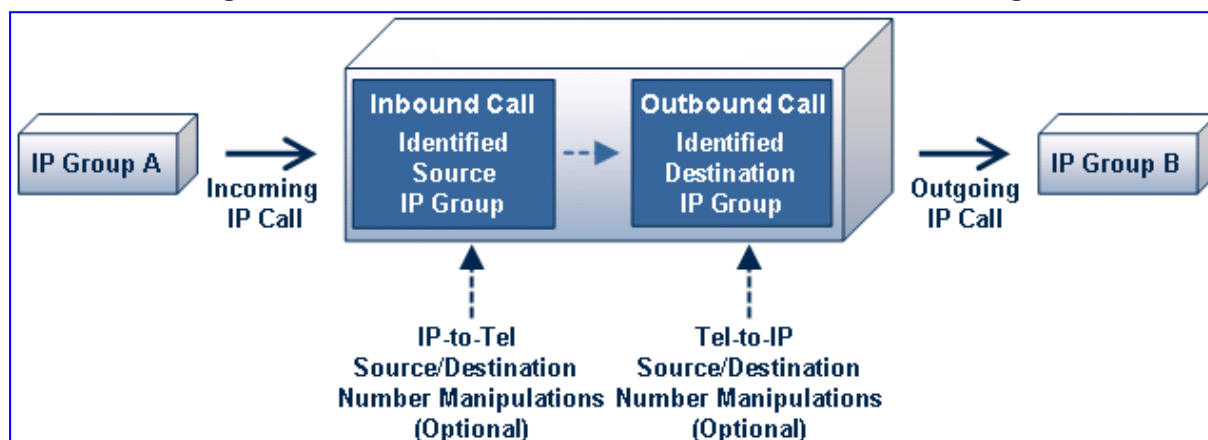 Inbound Call
Identified
Source
IP Group
Outbound Call
Identified
Destination
IP Group
IP Group A
Incoming
IP Call
Outgoing
IP Call
IP Group B
IP-to-Tel
Source/Destination
Number Manipulations
(Optional)
Tel-to-IP
Source/Destination
Number Manipulations
(Optional)